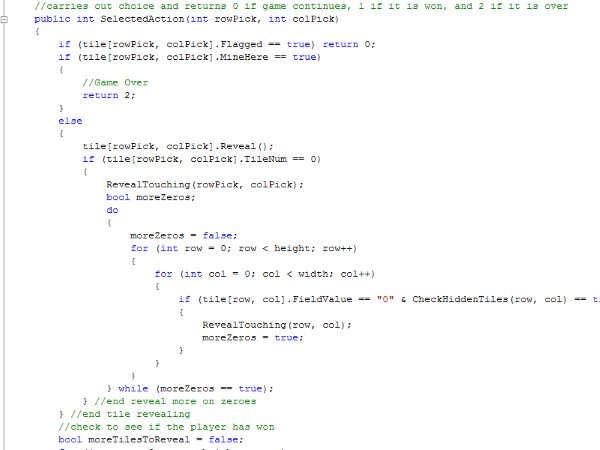 //carries out choice and returns 0 if game continues, 1 if it is won, and 2 if it is over
public int SelectedAction(int rowPick, int colPick)
{
if (tile[rowPick, colPick].Flagged == true) return 0;
if (tile[rowPick, colPick].MineHere == true)
{
//Game Over
return 2;
}
else
{
tile[rowPick, colPick].Reveal();
if (tile[rowPick, colPick].TileNum == 0)
{
RevealTouching(rowPick, colPick);
bool moreZeros;
do
{
moreZeros = false;
for (int row = 0; row < height; row++)
{
for (int col = 0; col < width; col++)
{
if (tile[row, col].FieldValue == "0" & CheckHiddenTiles(row, col) ==
{
RevealTouching(row, col);
moreZeros = true;
}
}
}
} while (moreZeros == true);
} //end reveal more on zeroes
} //end tile revealing
//check to see if the player has won
bool moreTilesToReveal = false;